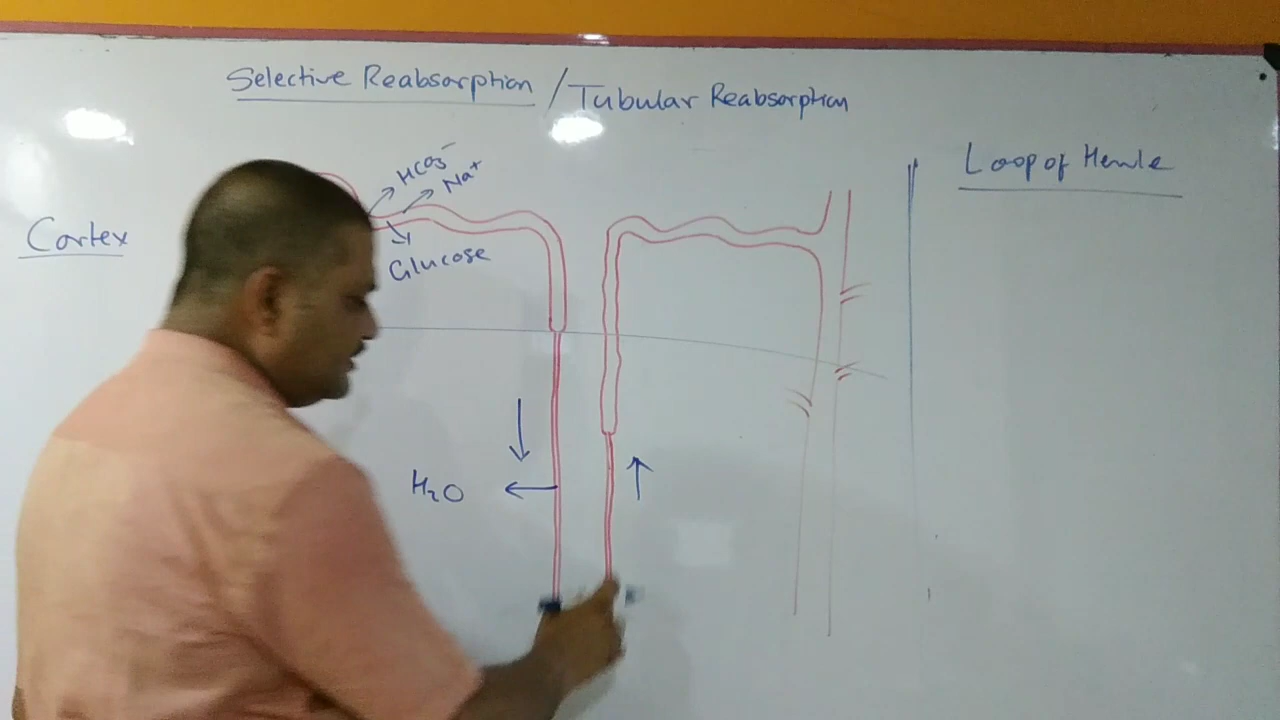 Selective Reabsorption / Tubular Reabsorption
Loop of Henle
HCO3-
Na+
Cortex
Glucose
H2O